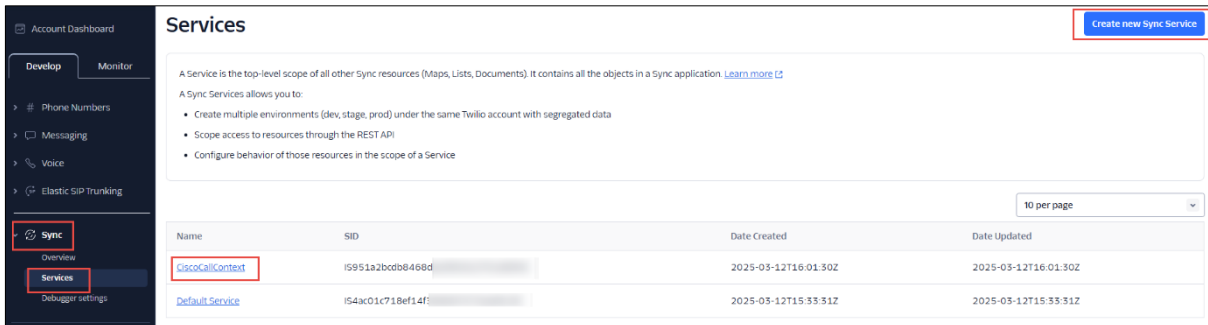 Account Dashboard
Develop
Monitor
Phone Numbers
Messaging
Voice
Elastic SIP Trunking
Sync
Overview
Services
Debugger settings
Services
Create new Sync Service
A Service is the top-level scope of all other Sync resources (Maps, Lists, Documents). It contains all the objects in a Sync application. Learn more
A Sync Services allows you to:
• Create multiple environments (dev, stage, prod) under the same Twilio account with segregated data
• Scope access to resources through the REST API
• Configure behavior of those resources in the scope of a Service
10 per page
Name SID Date Created Date Updated
CiscoCallContext IS951a2bcdb8468d 2025-03-12T16:01:30Z 2025-03-12T16:01:30Z
Default Service IS4ac01c718ef14f 2025-03-12T15:33:31Z 2025-03-12T15:33:31Z